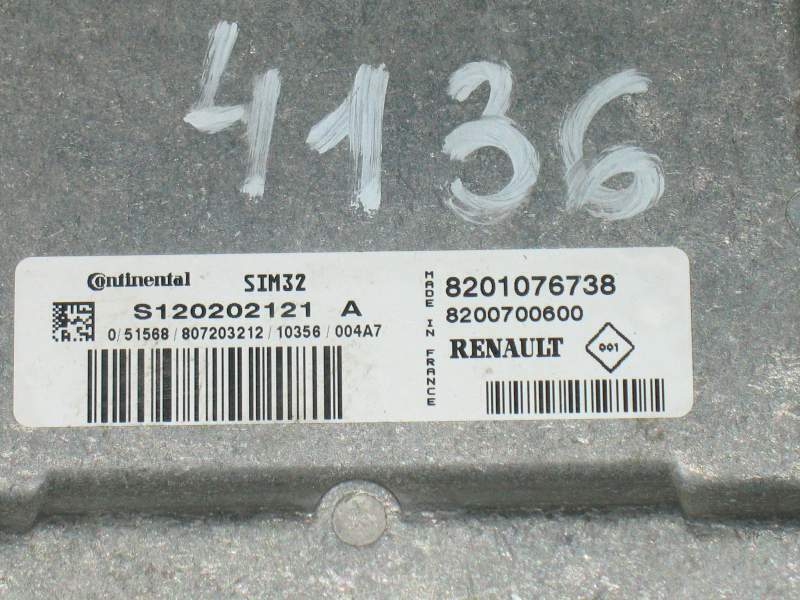 4136
Continental SIM32
S120202121 A
0/51568/807203212/10356/004A7
MADE IN FRANCE
8201076738
8200700600
RENAULT 001